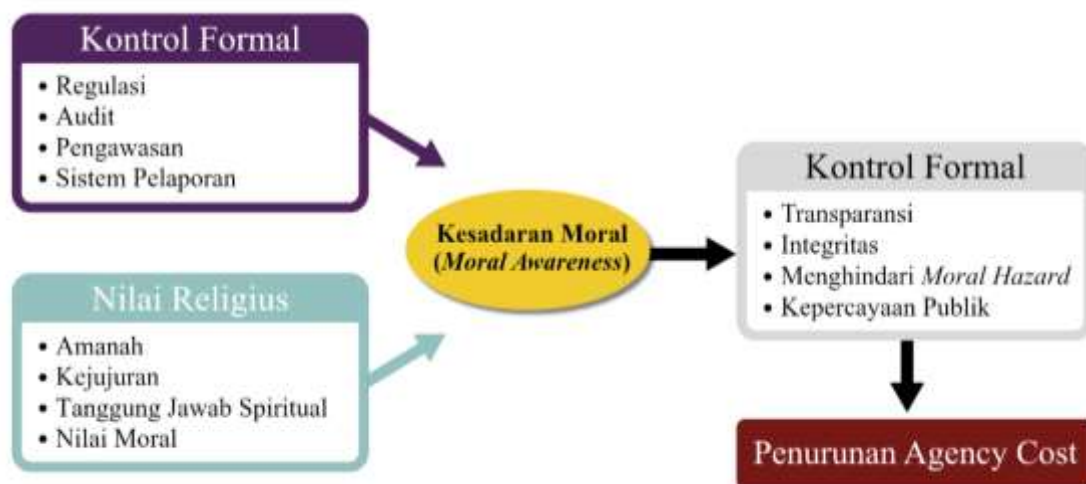 Kontrol Formal
• Regulasi
• Audit
• Pengawasan
• Sistem Pelaporan
Nilai Religius
• Amanah
• Kejujuran
• Tanggung Jawab Spiritual
• Nilai Moral
Kesadaran Moral
(Moral Awareness)
Kontrol Formal
• Transparansi
• Integritas
• Menghindari Moral Hazard
• Kepercayaan Publik
Penurunan Agency Cost